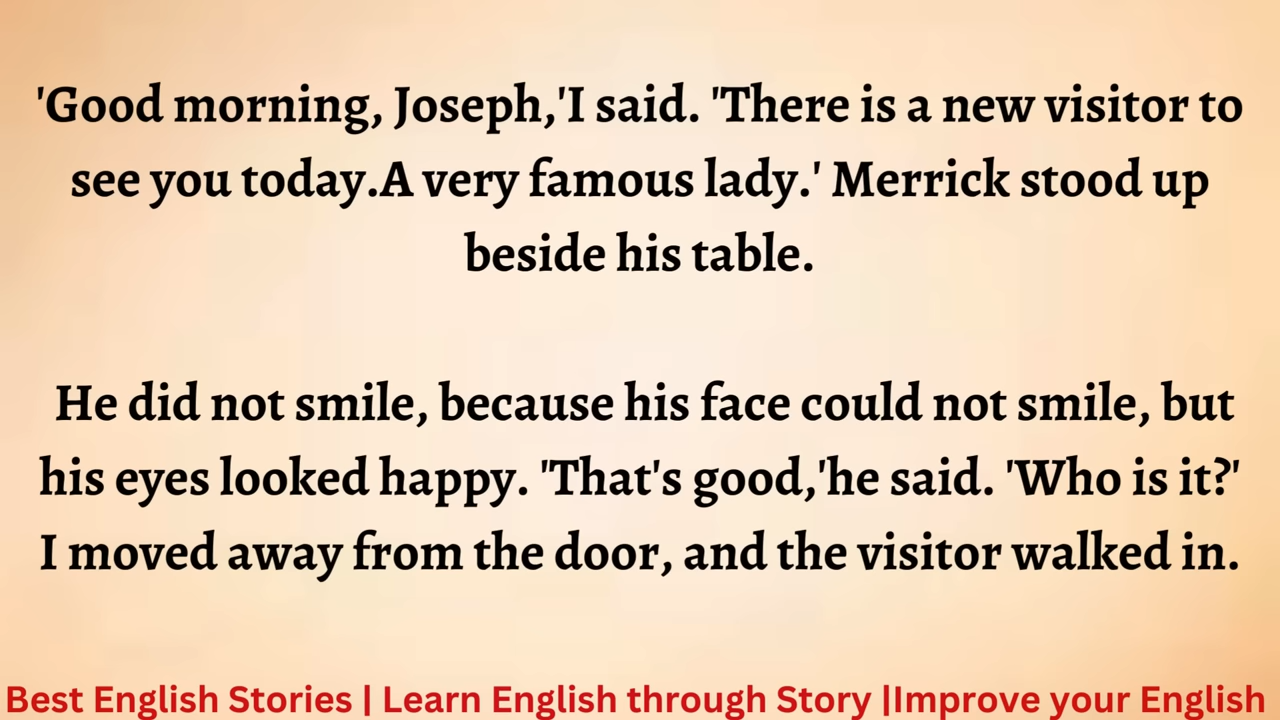 'Good morning, Joseph,'I said. 'There is a new visitor to
see you today.A very famous lady.' Merrick stood up
beside his table.
He did not smile, because his face could not smile, but
his eyes looked happy. 'That's good,'he said. 'Who is it?'
I moved away from the door, and the visitor walked in.
Best English Stories | Learn English through Story |Improve your English